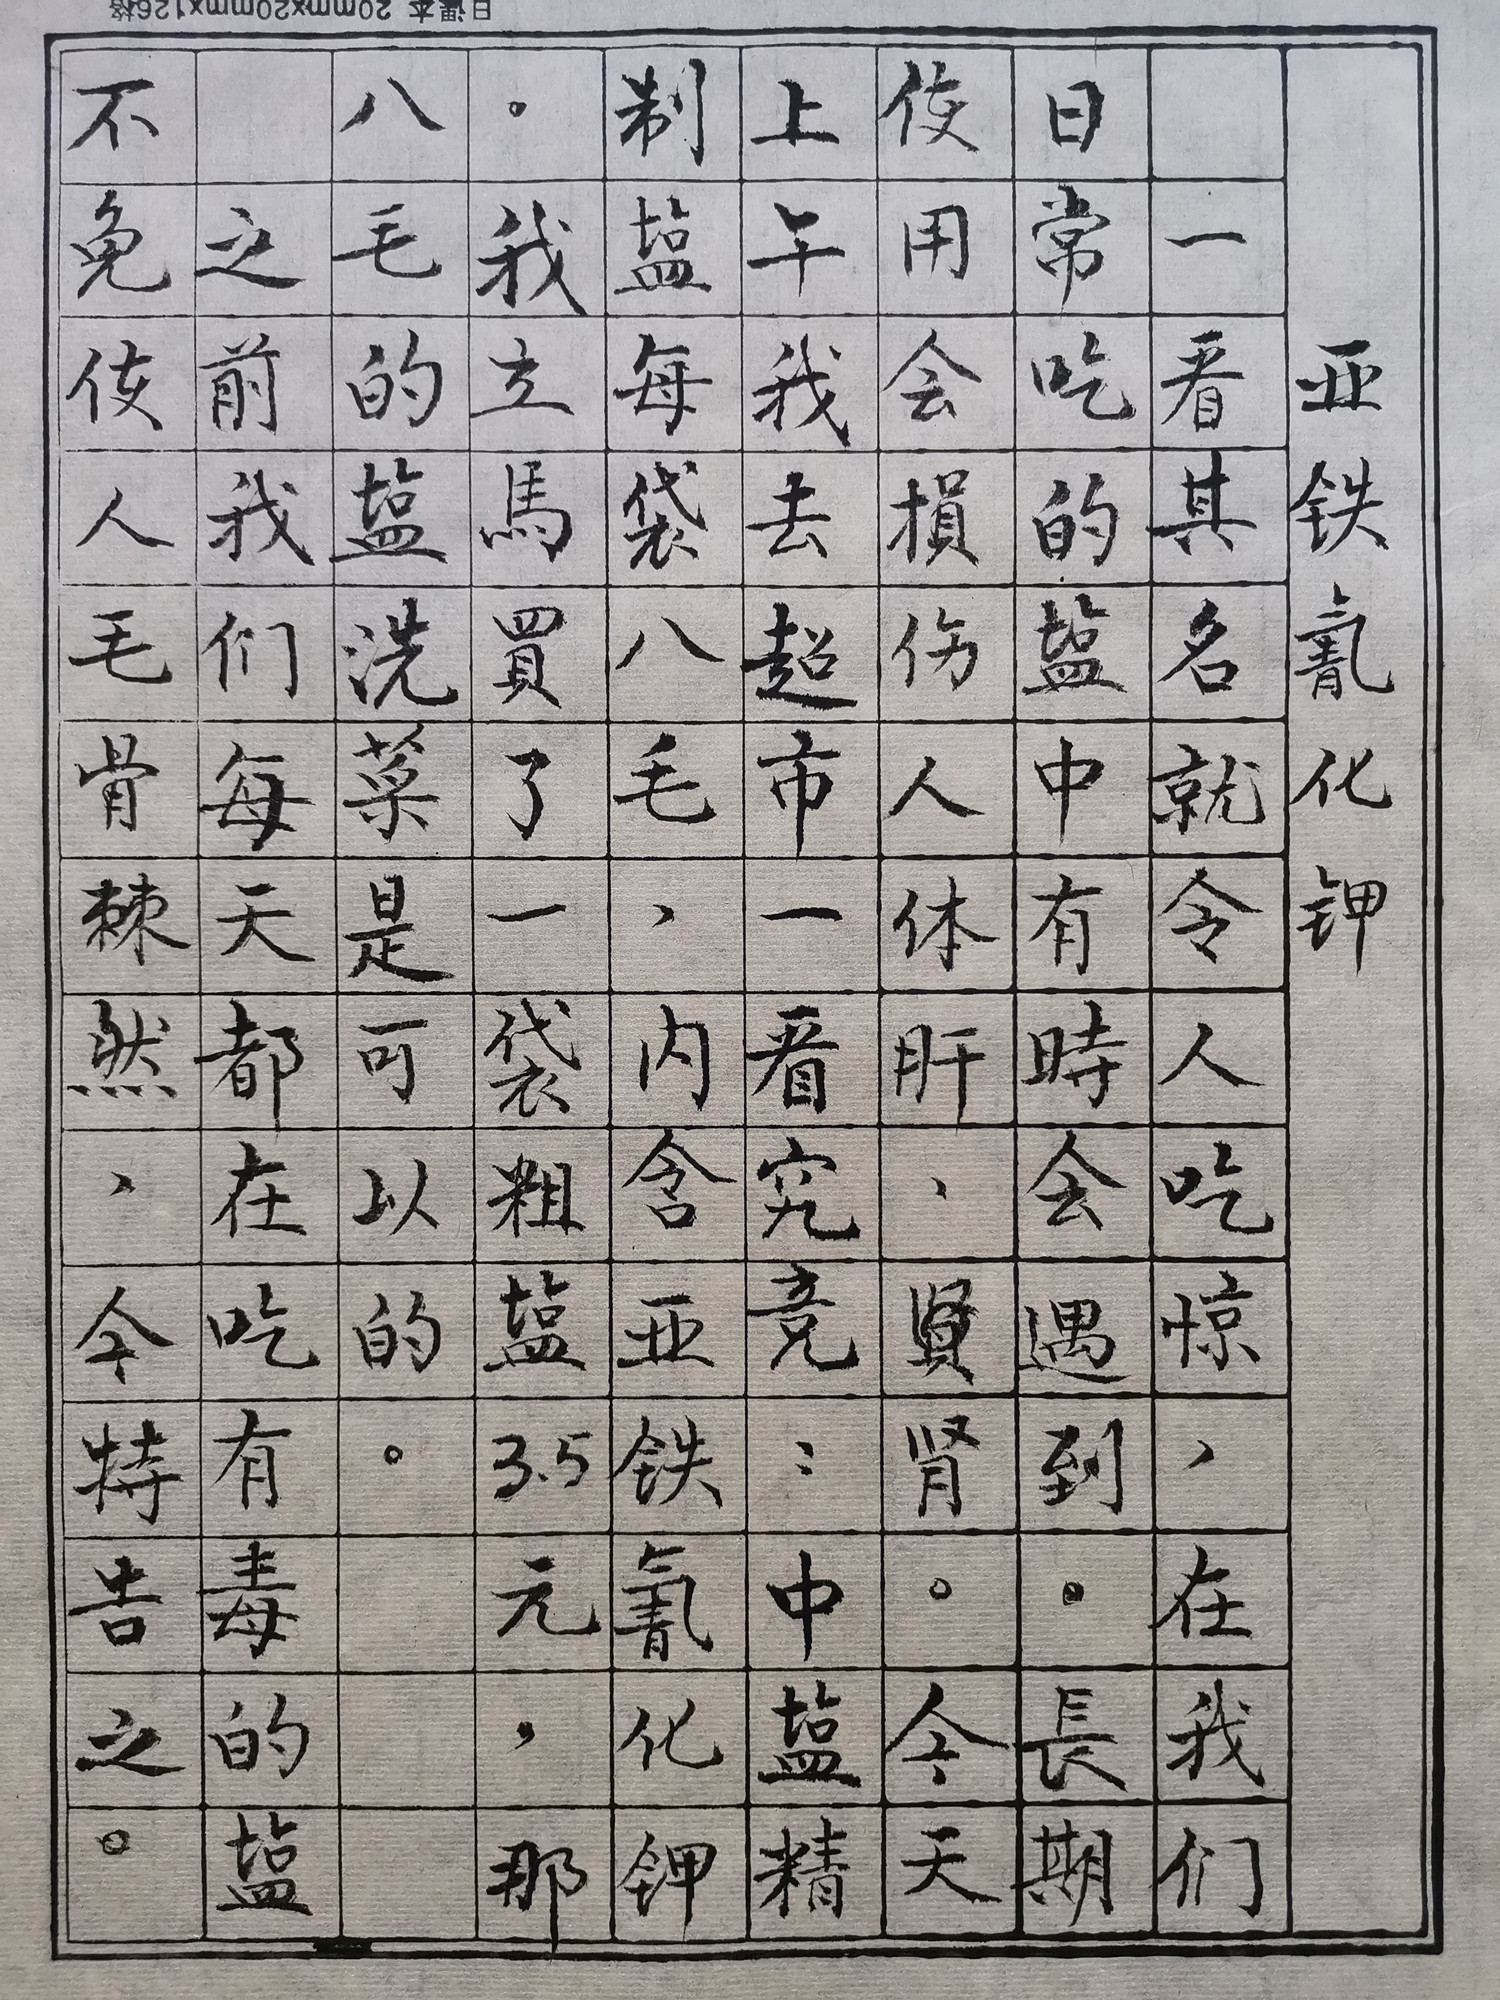 亚铁氰化钾
一看其名就令人吃惊，在我们
日常吃的盐中有時会遇到。長期
使用会損伤人体肝、賢肾。今天
上午我去超市一看究竟：中盐精
制盐每袋八毛，内含亚铁氰化钾
。我立馬買了一袋粗盐3.5元，那
八毛的盐洗菜是可以的。
之前我们每天都在吃有毒的盐
不免使人毛骨棘然，今特告之。
日课本 20mmx20mmx126格